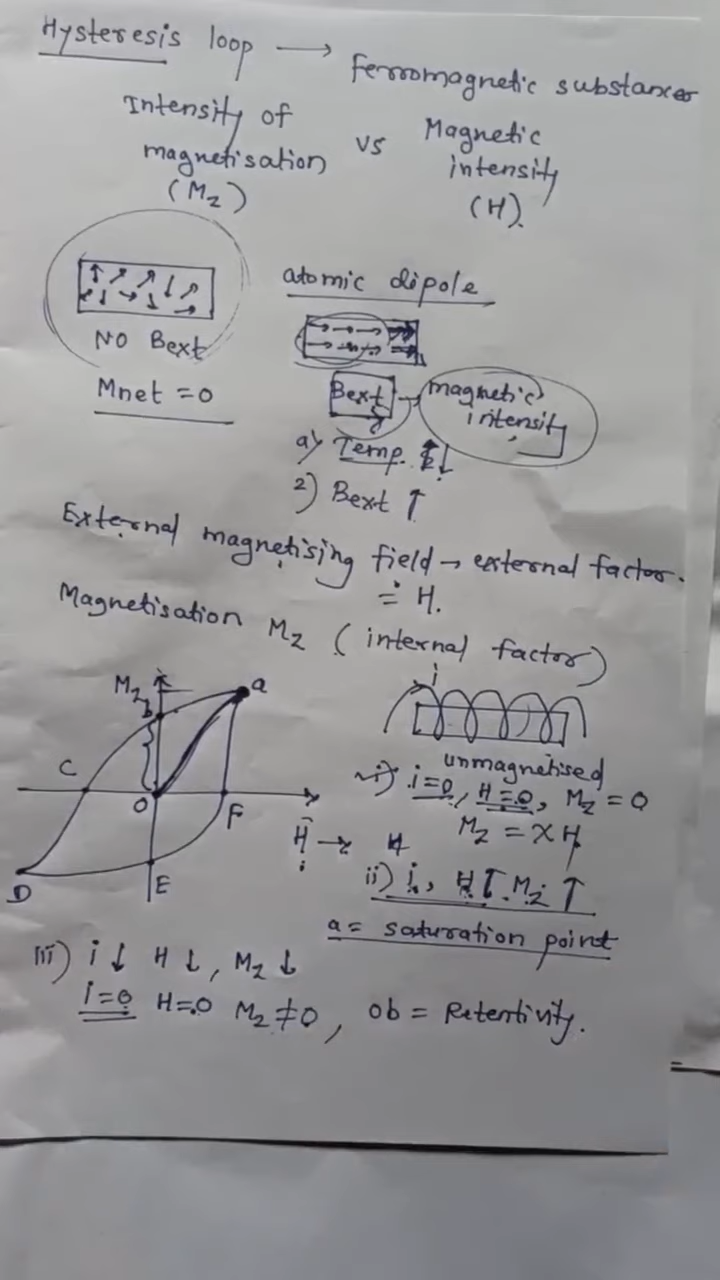 Hysteresis loop → Ferromagnetic substances
Intensity of magnetisation (Mz) vs Magnetic intensity (H).
NO Bext
Mnet = 0
atomic dipole
Bext → magnetic intensity
a) Temp. ↓
2) Bext ↑
External magnetising field → external factor.
= H.
Magnetisation Mz (internal factor)
Mz
b
a
C
O
F
H →
D
E
i
unmagnetised
i) i=0, H=0, Mz = 0
Mz = χH
ii) i, H↑ Mz ↑
a = saturation point
iii) i ↓ H ↓, Mz ↓
i=0 H=0 Mz ≠ 0, ob = Retentivity.